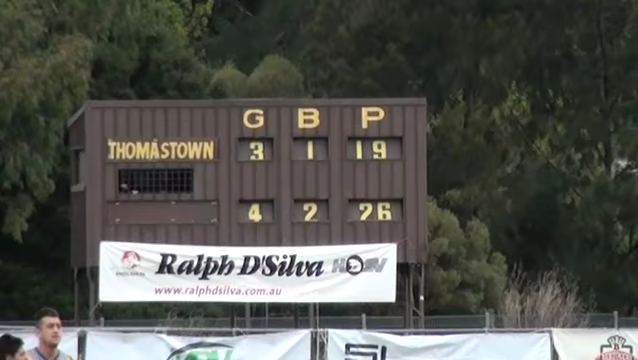 G B P
THOMASTOWN 3 1 19
4 2 26
Ralph D'Silva
www.ralphdsilva.com.au